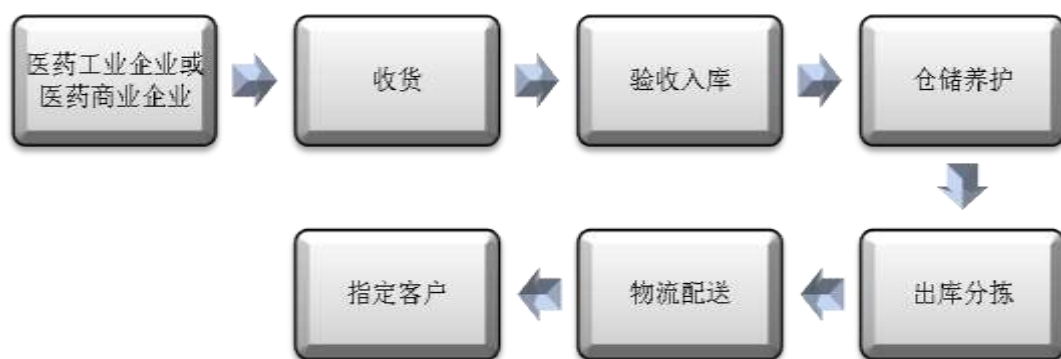 医药工业企业或
医药商业企业
收货
验收入库
仓储养护
出库分拣
物流配送
指定客户